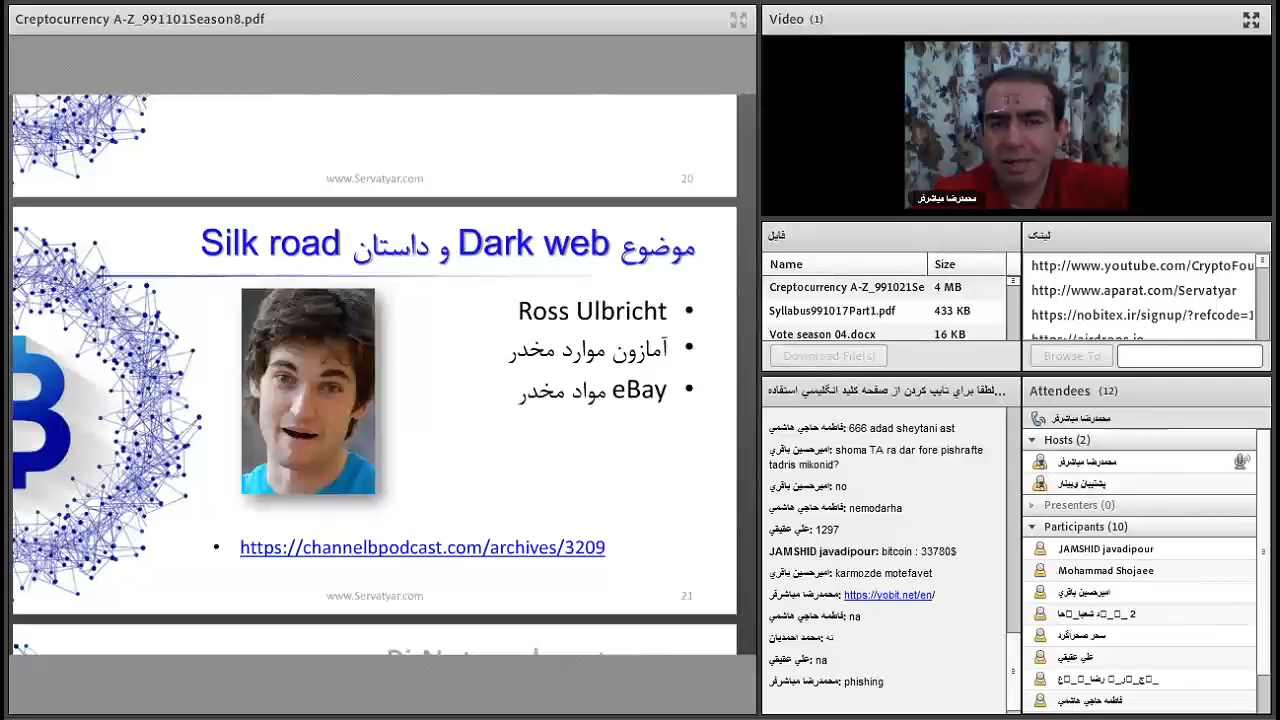 Creptocurrency A-Z_991101Season8.pdf
www.Servatyar.com
20
موضوع Dark web و داستان Silk road
• Ross Ulbricht
• آمازون موارد مخدر
• eBay مواد مخدر
• https://channelbpodcast.com/archives/3209
www.Servatyar.com
21
Video (1)
محمدرضا مباشرفر
فایل
Name Size
Creptocurrency A-Z_991021Se 4 MB
Syllabus991017Part1.pdf 433 KB
Vote season 04.docx 16 KB
Download File(s)
لینک
http://www.youtube.com/CryptoFou
http://www.aparat.com/Servatyar
https://nobitex.ir/signup/?refcode=1
https://airdrops.io
Browse To
لطفا براي تايپ كردن از صفحه كليد انگليسي استفاده...
فاطمه حاجي هاشمي: 666 adad sheytani ast
اميرحسين باقري: shoma TA ra dar fore pishrafte
tadris mikonid?
اميرحسين باقري: no
فاطمه حاجي هاشمي: nemodarha
علي عقيقي: 1297
JAMSHID javadipour: bitcoin : 33780$
اميرحسين باقري: karmozde motefavet
محمدرضا مباشرفر: https://yobit.net/en/
فاطمه حاجي هاشمي: na
محمد احمدیان: نه
علي عقيقي: na
محمدرضا مباشرفر: phishing
Attendees (12)
محمدرضا مباشرفر
Hosts (2)
محمدرضا مباشرفر
پشتیبان وبینار
Presenters (0)
Participants (10)
JAMSHID javadipour
Mohammad Shojaee
اميرحسين باقري
سحر صحراگرد
علي عقيقي
فاطمه حاجي هاشمي